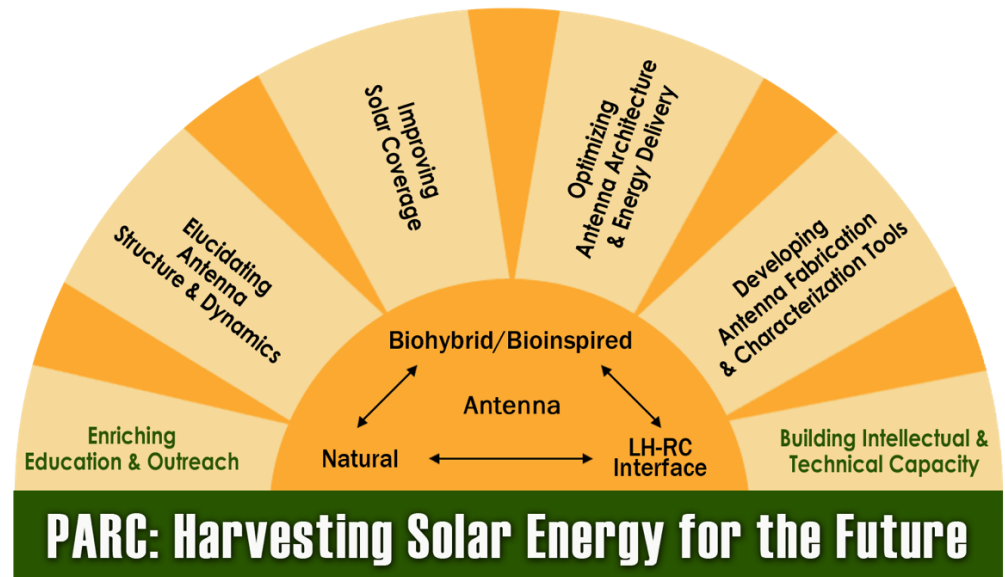 Enriching
Education & Outreach
Elucidating
Antenna
Structure & Dynamics
Improving
Solar Coverage
Optimizing
Antenna Architecture
& Energy Delivery
Developing
Antenna Fabrication
& Characterization Tools
Building Intellectual &
Technical Capacity
Biohybrid/Bioinspired
Antenna
Natural
LH-RC
Interface
PARC: Harvesting Solar Energy for the Future